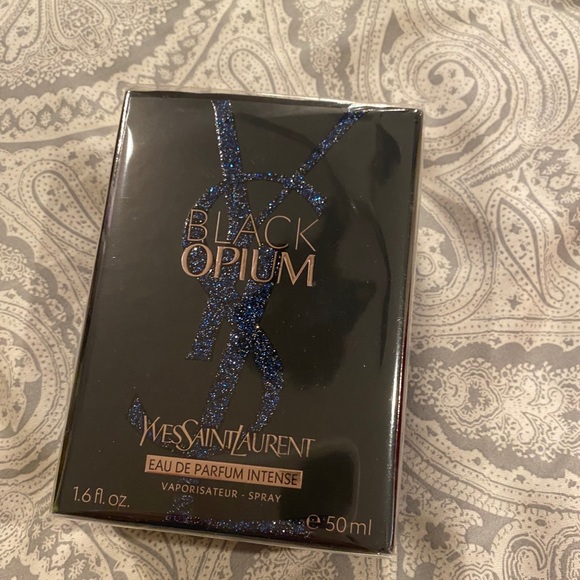 BLACK
OPIUM
YVESSAINTLAURENT
EAU DE PARFUM INTENSE
VAPORISATEUR - SPRAY
1.6 fl. oz. ℮ 50 ml